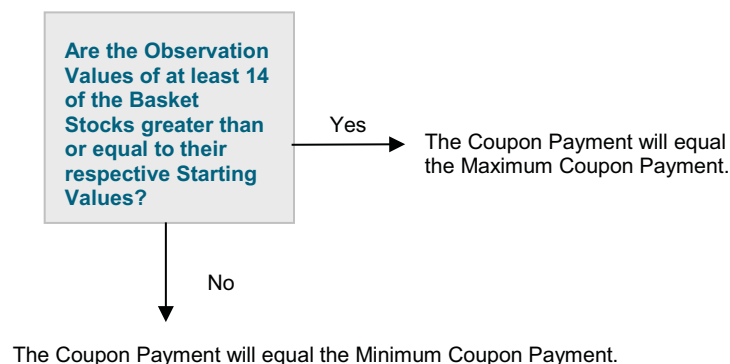 Are the Observation
Values of at least 14
of the Basket
Stocks greater than
or equal to their
respective Starting
Values?
Yes
The Coupon Payment will equal
the Maximum Coupon Payment.
No
The Coupon Payment will equal the Minimum Coupon Payment.